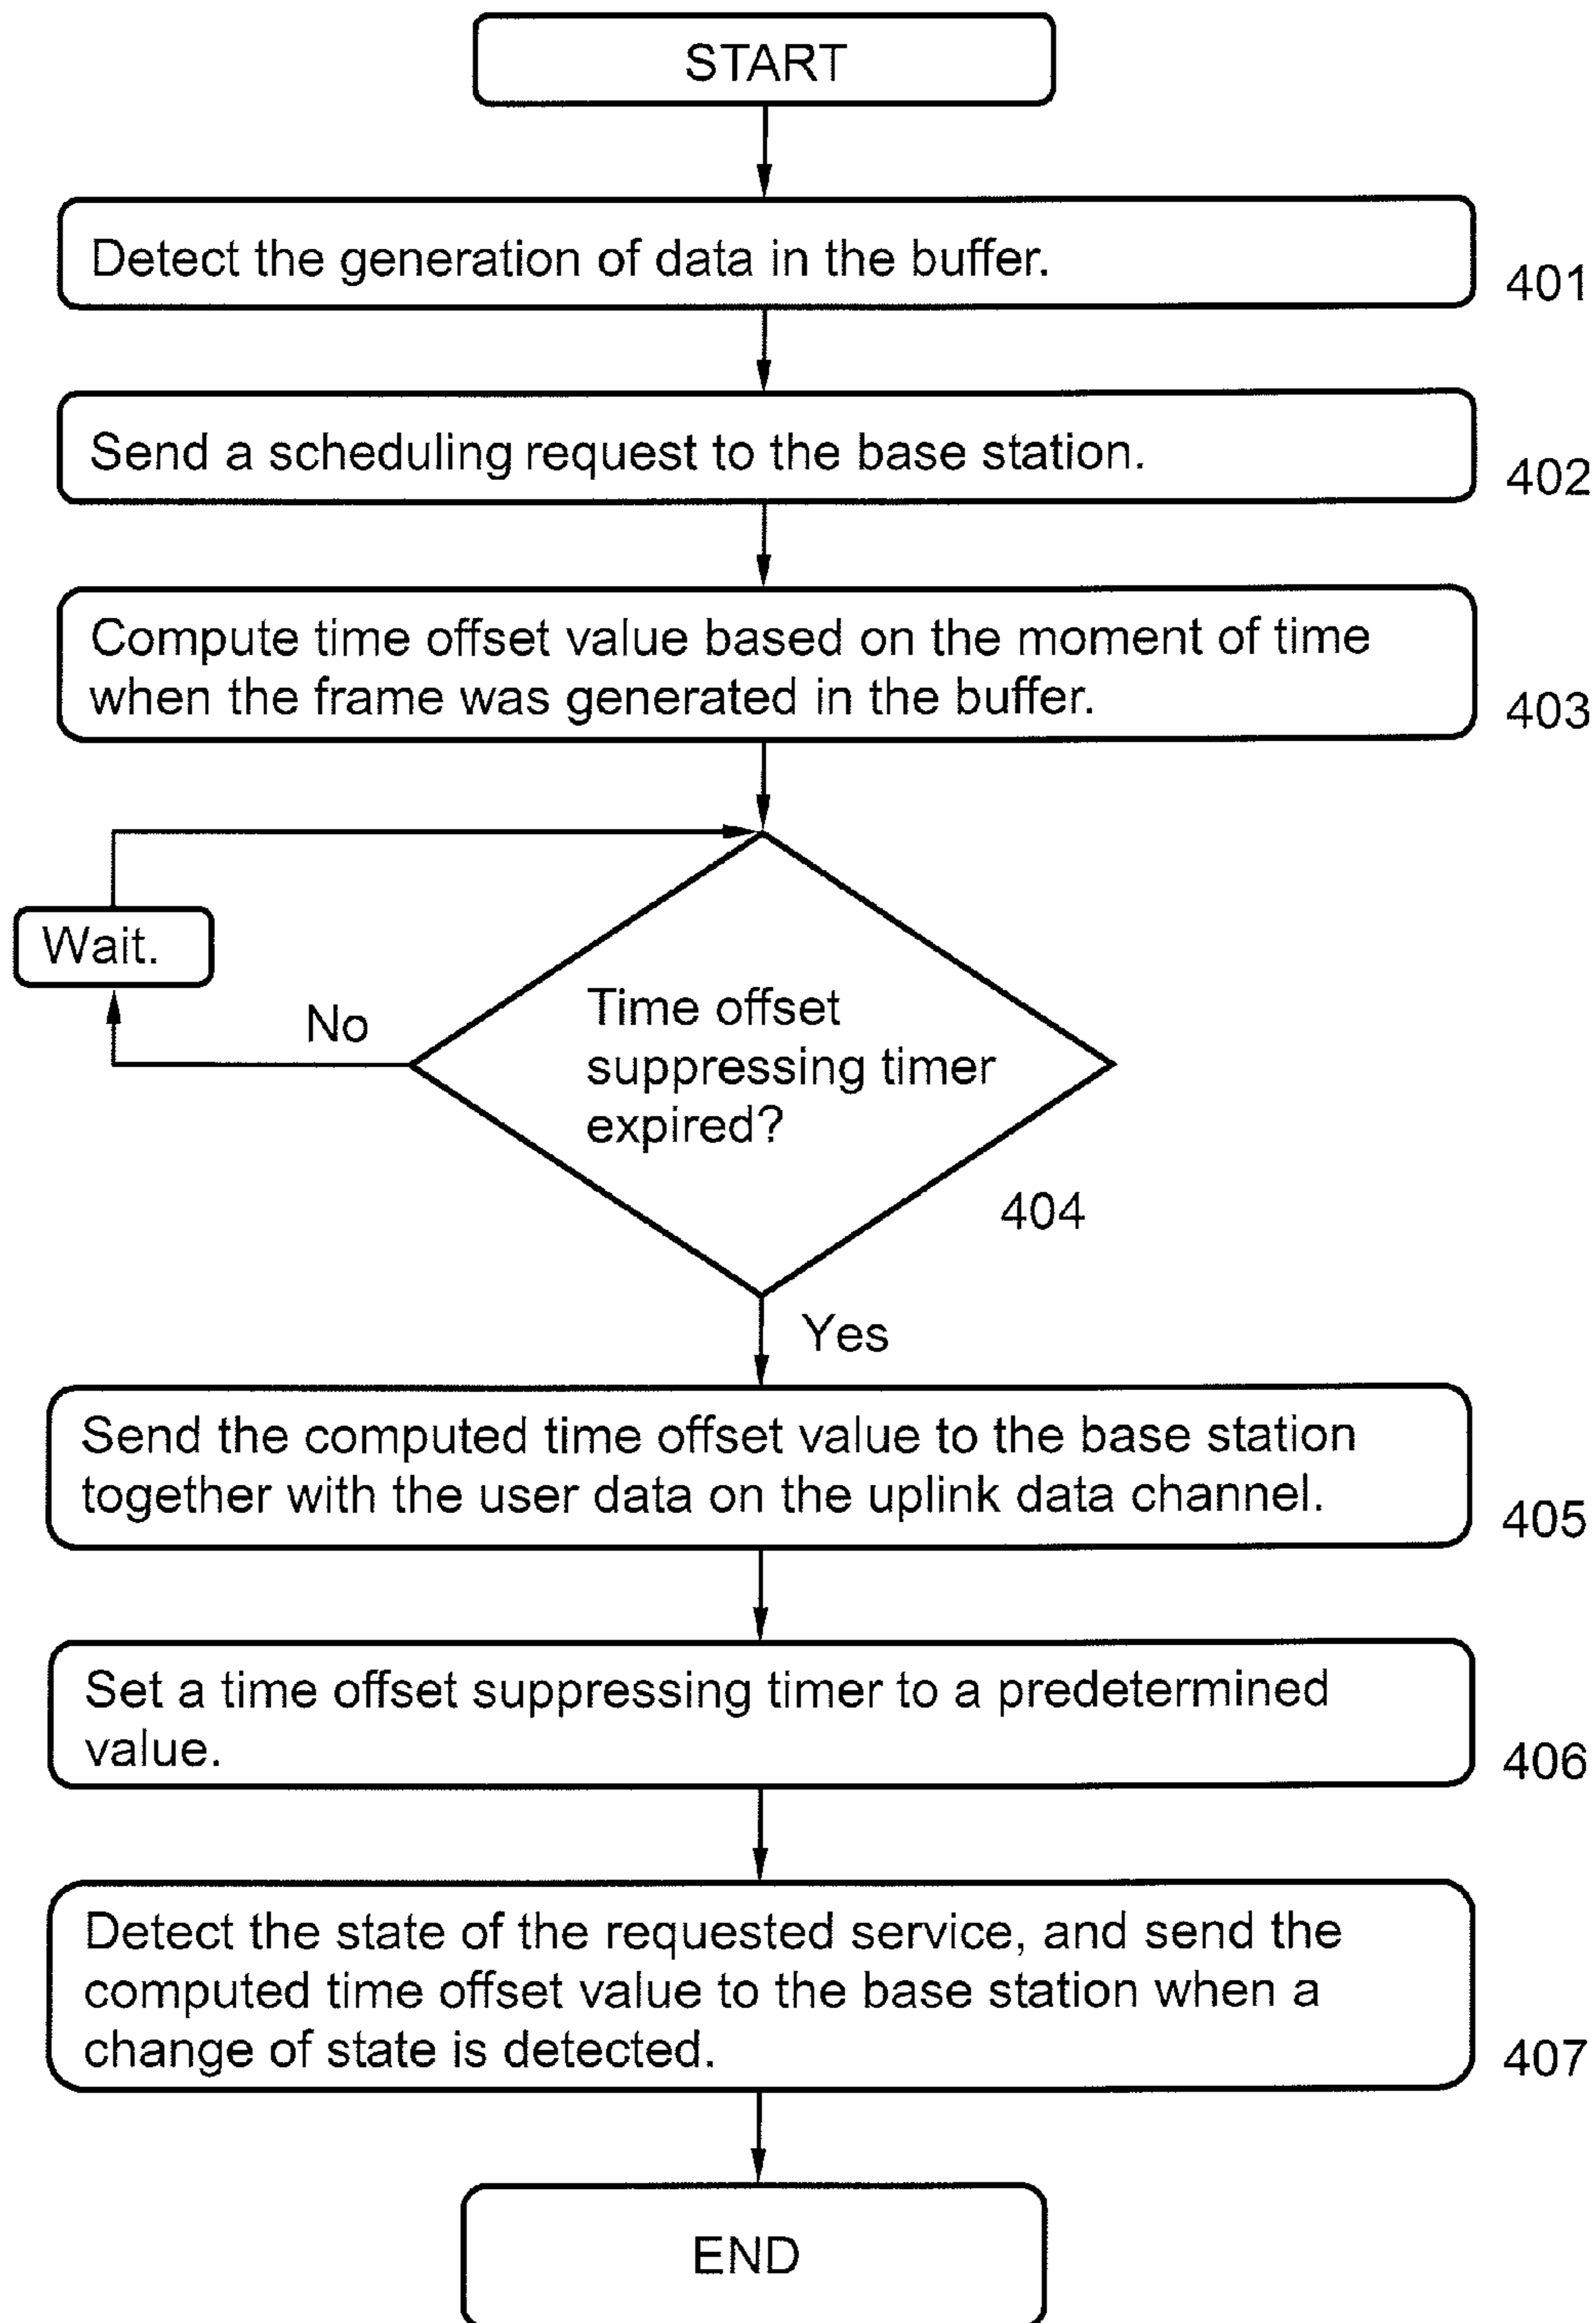 START
Detect the generation of data in the buffer.
401
Send a scheduling request to the base station.
402
Compute time offset value based on the moment of time
when the frame was generated in the buffer.
403
Wait.
No
Time offset
suppressing timer
expired?
404
Yes
Send the computed time offset value to the base station
together with the user data on the uplink data channel.
405
Set a time offset suppressing timer to a predetermined
value.
406
Detect the state of the requested service, and send the
computed time offset value to the base station when a
change of state is detected.
407
END